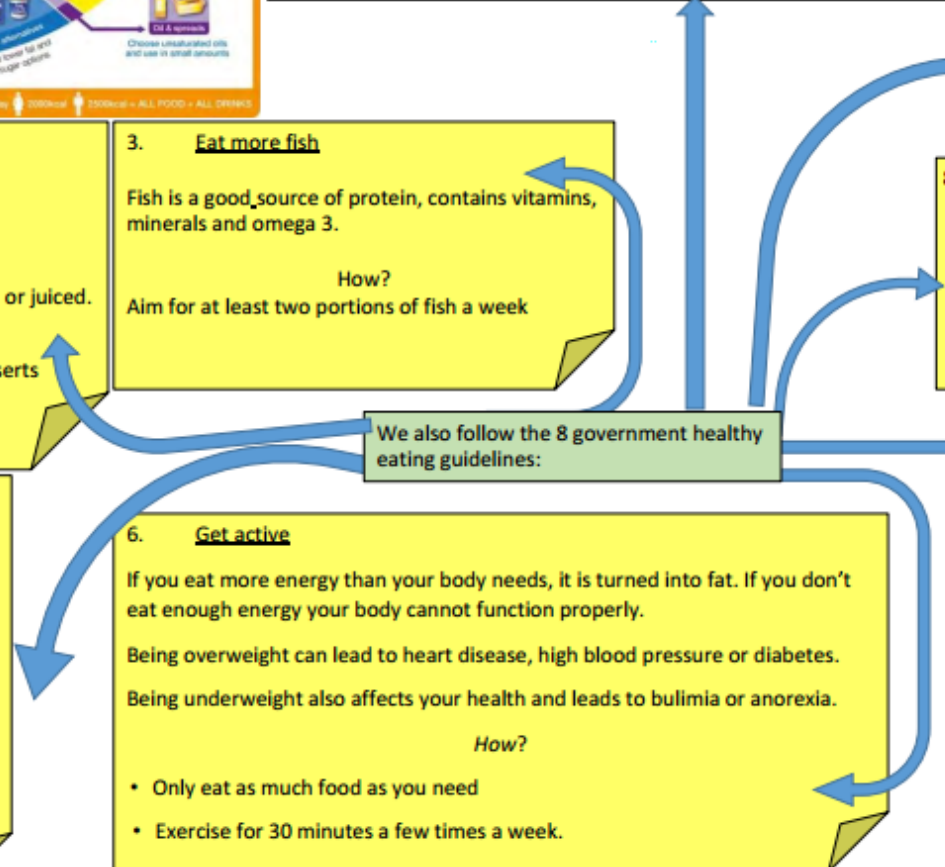 Oil & spreads
alternatives
lower fat and
sugar options
Choose unsaturated oils
and use in small amounts
2000kcal 2500kcal = ALL FOOD + ALL DRINKS
3. Eat more fish
Fish is a good source of protein, contains vitamins,
minerals and omega 3.
How?
Aim for at least two portions of fish a week
or juiced.
serts
We also follow the 8 government healthy
eating guidelines:
6. Get active
If you eat more energy than your body needs, it is turned into fat. If you don't
eat enough energy your body cannot function properly.
Being overweight can lead to heart disease, high blood pressure or diabetes.
Being underweight also affects your health and leads to bulimia or anorexia.
How?
• Only eat as much food as you need
• Exercise for 30 minutes a few times a week.